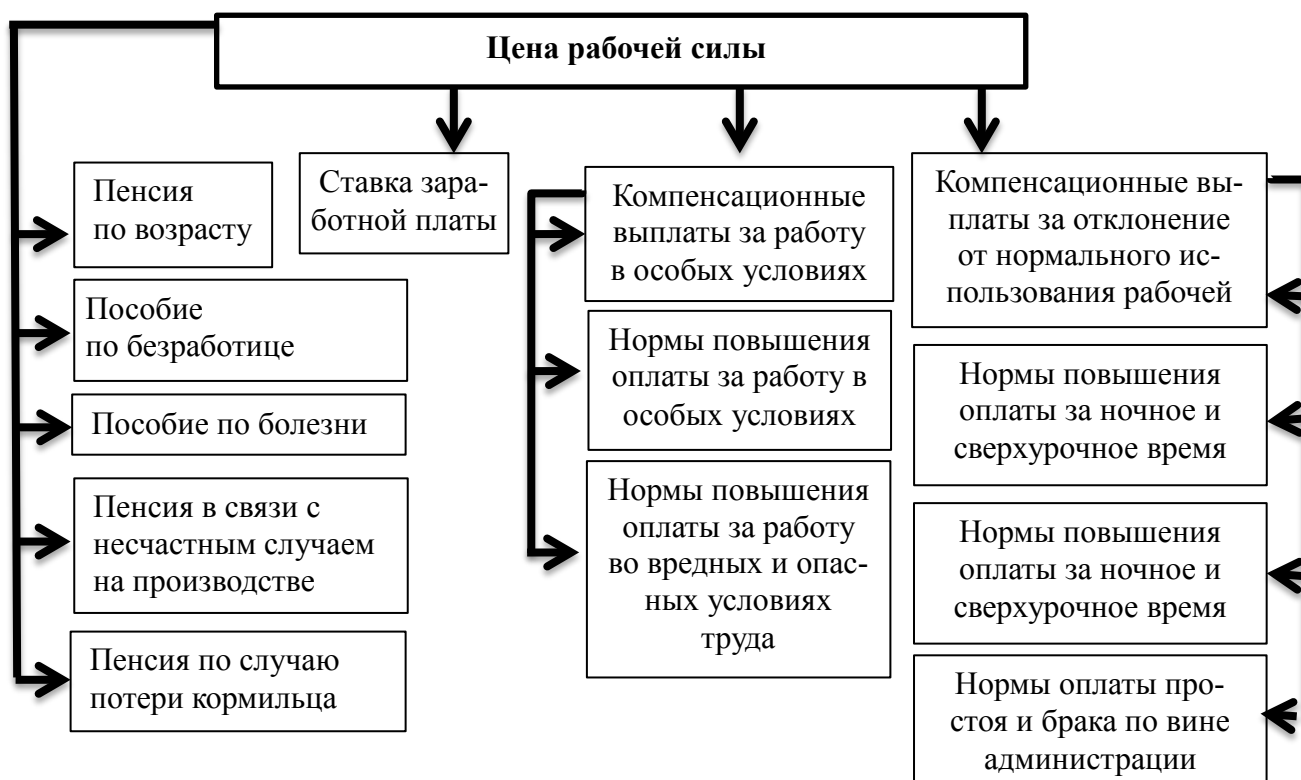 Цена рабочей силы
Пенсия
по возрасту
Пособие
по безработице
Пособие по болезни
Пенсия в связи с
несчастным случаем
на производстве
Пенсия по случаю
потери кормильца
Ставка зара-
ботной платы
Компенсационные
выплаты за работу
в особых условиях
Нормы повышения
оплаты за работу в
особых условиях
Нормы повышения
оплаты за работу
во вредных и опас-
ных условиях
труда
Компенсационные вы-
платы за отклонение
от нормального ис-
пользования рабочей
Нормы повышения
оплаты за ночное и
сверхурочное время
Нормы повышения
оплаты за ночное и
сверхурочное время
Нормы оплаты про-
стоя и брака по вине
администрации